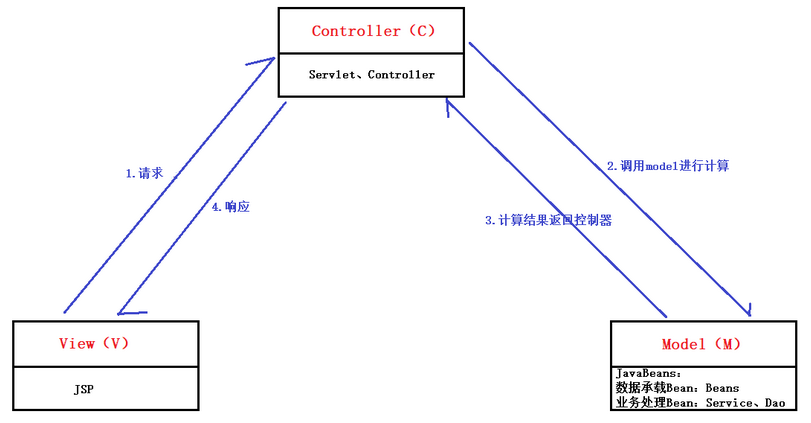 Controller（C）
Servlet、Controller
1.请求
2.调用model进行计算
4.响应
3.计算结果返回控制器
View（V）
JSP
Model（M）
JavaBeans：
数据承载Bean：Beans
业务处理Bean：Service、Dao